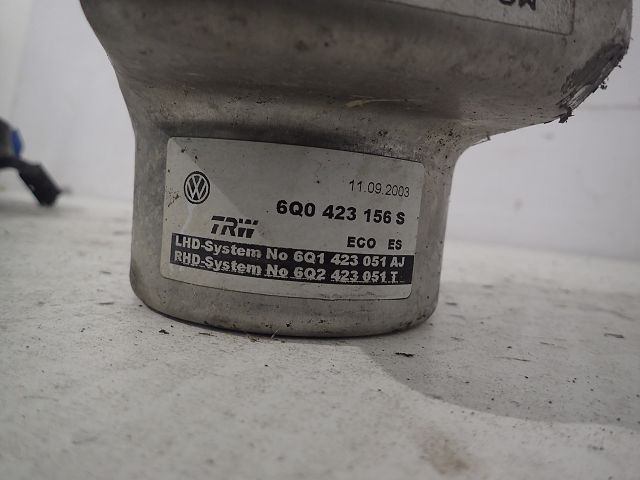 11.09.2003
6Q0 423 156 S
TRW
ECO ES
LHD-System No 6Q1 423 051 AJ
RHD-System No 6Q2 423 051 T